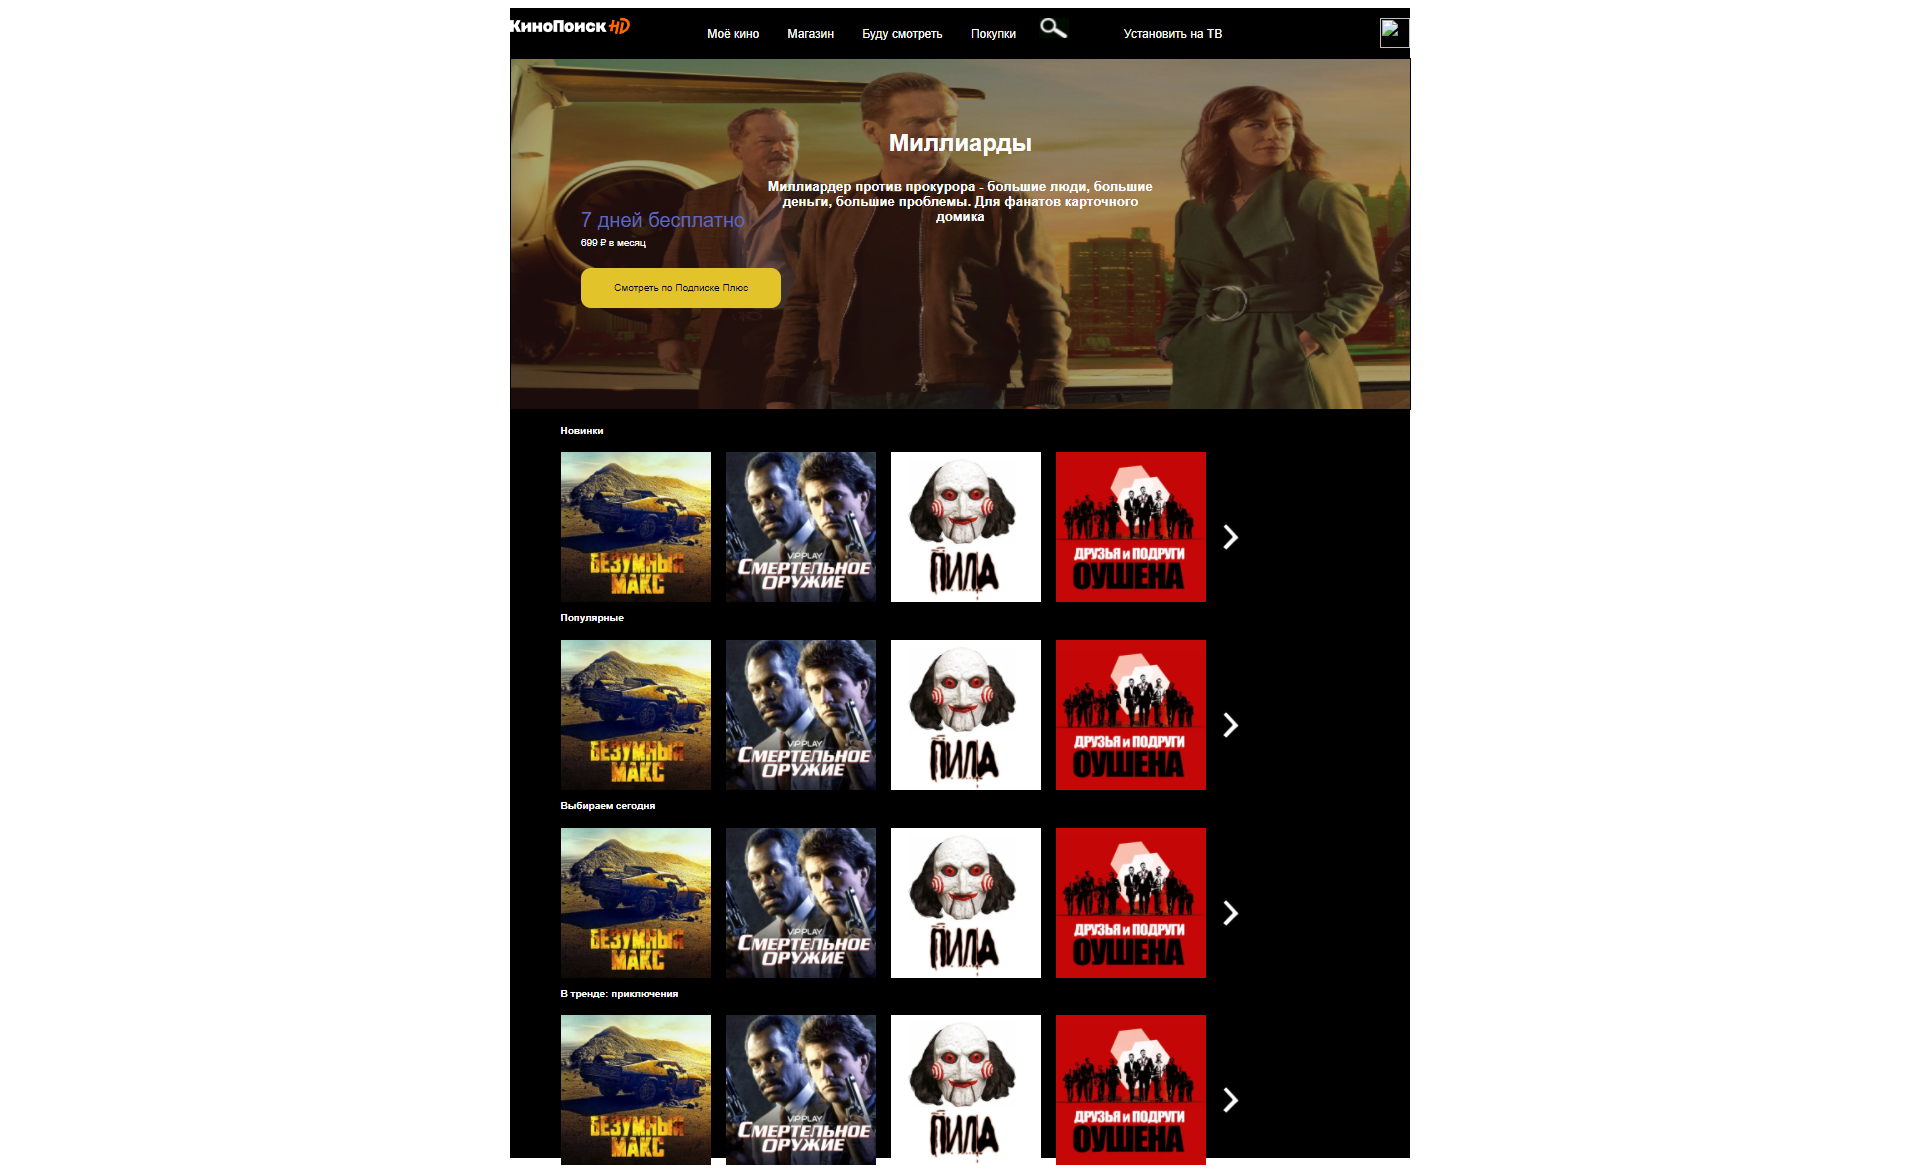 КиноПоиск HD
Моё кино
Магазин
Буду смотреть
Покупки
Установить на ТВ
Миллиарды
Миллиардер против прокурора - большие люди, большие
деньги, большие проблемы. Для фанатов карточного
домика
7 дней бесплатно
699 ₽ в месяц
Смотреть по Подписке Плюс
Новинки
БЕЗУМНЫЙ
МАКС
ViPPLAY
СМЕРТЕЛЬНОЕ
ОРУЖИЕ
ПИЛА
ДРУЗЬЯ и ПОДРУГИ
ОУШЕНА
Популярные
БЕЗУМНЫЙ
МАКС
ViPPLAY
СМЕРТЕЛЬНОЕ
ОРУЖИЕ
ПИЛА
ДРУЗЬЯ и ПОДРУГИ
ОУШЕНА
Выбираем сегодня
БЕЗУМНЫЙ
МАКС
ViPPLAY
СМЕРТЕЛЬНОЕ
ОРУЖИЕ
ПИЛА
ДРУЗЬЯ и ПОДРУГИ
ОУШЕНА
В тренде: приключения
БЕЗУМНЫЙ
МАКС
ViPPLAY
СМЕРТЕЛЬНОЕ
ОРУЖИЕ
ПИЛА
ДРУЗЬЯ и ПОДРУГИ
ОУШЕНА